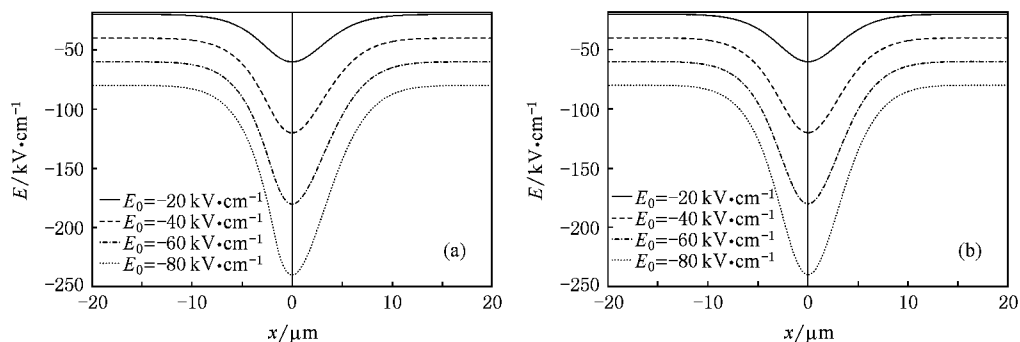 E/kV•cm⁻¹
-50
-100
-150
-200
-250
E₀=-20 kV•cm⁻¹
E₀=-40 kV•cm⁻¹
E₀=-60 kV•cm⁻¹
E₀=-80 kV•cm⁻¹
(a)
-20 -10 0 10 20
x/μm
E/kV•cm⁻¹
-50
-100
-150
-200
-250
E₀=-20 kV•cm⁻¹
E₀=-40 kV•cm⁻¹
E₀=-60 kV•cm⁻¹
E₀=-80 kV•cm⁻¹
(b)
-20 -10 0 10 20
x/μm